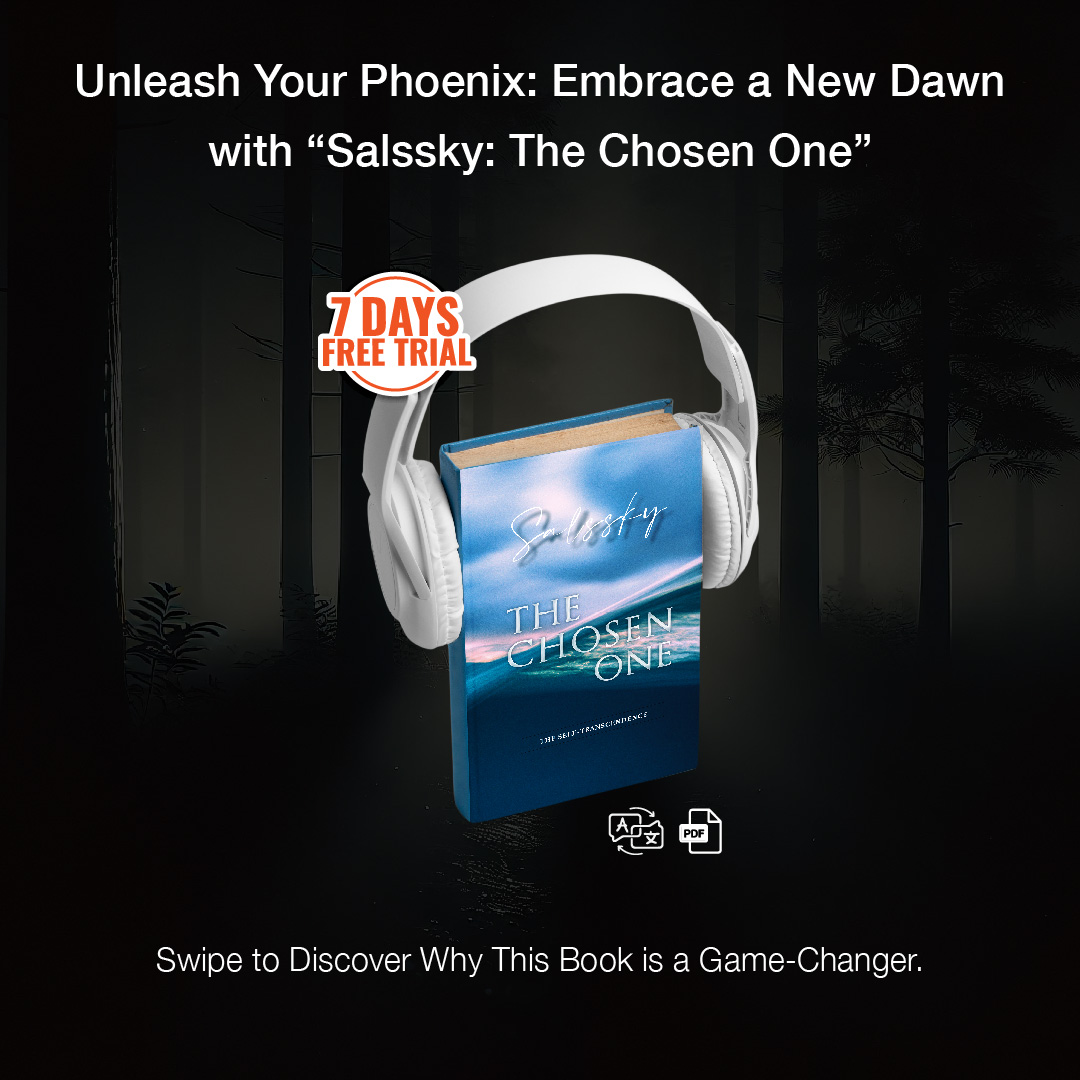 Unleash Your Phoenix: Embrace a New Dawn
with “Salssky: The Chosen One”
7 DAYS
FREE TRIAL
Salssky
THE
CHOSEN
ONE
THE SELF-TRANSCENDENCE
A 文
PDF
Swipe to Discover Why This Book is a Game-Changer.